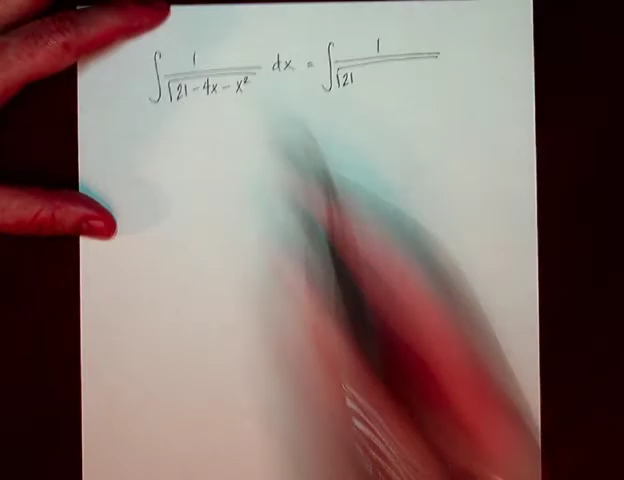 ∫ 1/√(21-4x-x²) dx = ∫ 1/√(21